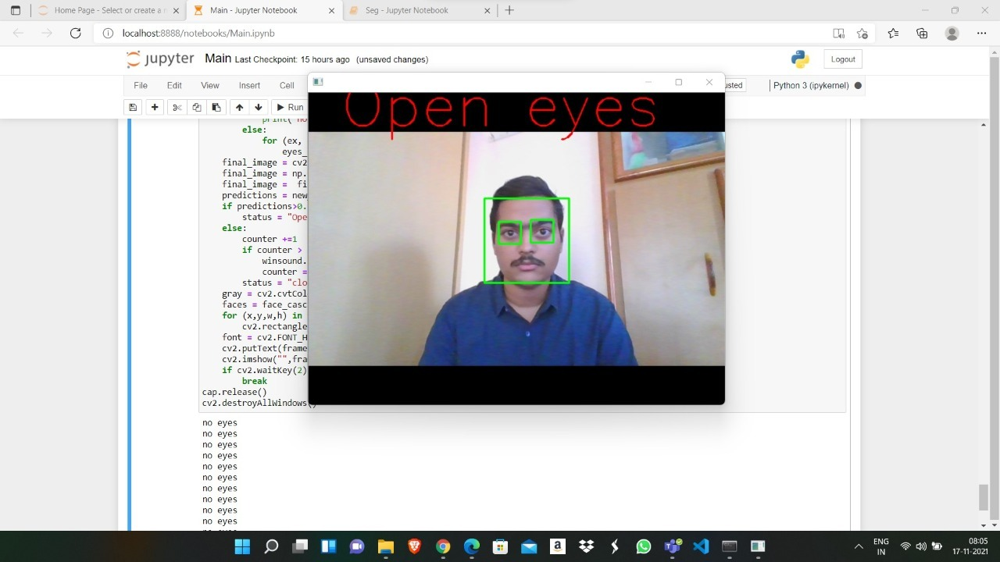 Home Page - Select or create a n
Main - Jupyter Notebook
Seg - Jupyter Notebook
localhost:8888/notebooks/Main.ipynb
jupyter Main Last Checkpoint: 15 hours ago (unsaved changes)
Logout
File Edit View Insert Cell
usted
Python 3 (ipykernel)
Run
Open eyes
else:
for (ex,
eyes_
final_image = cv2
final_image = np.
final_image = fi
predictions = new
if predictions>0.
status = "Ope
else:
counter +=1
if counter >
winsound.
counter =
status = "clo
gray = cv2.cvtCol
faces = face_casc
for (x,y,w,h) in
cv2.rectangle
font = cv2.FONT_H
cv2.putText(frame
cv2.imshow("",fra
if cv2.waitKey(2)
break
cap.release()
cv2.destroyAllWindows()
no eyes
no eyes
no eyes
no eyes
no eyes
no eyes
no eyes
no eyes
no eyes
no eyes
ENG
IN
08:05
17-11-2021